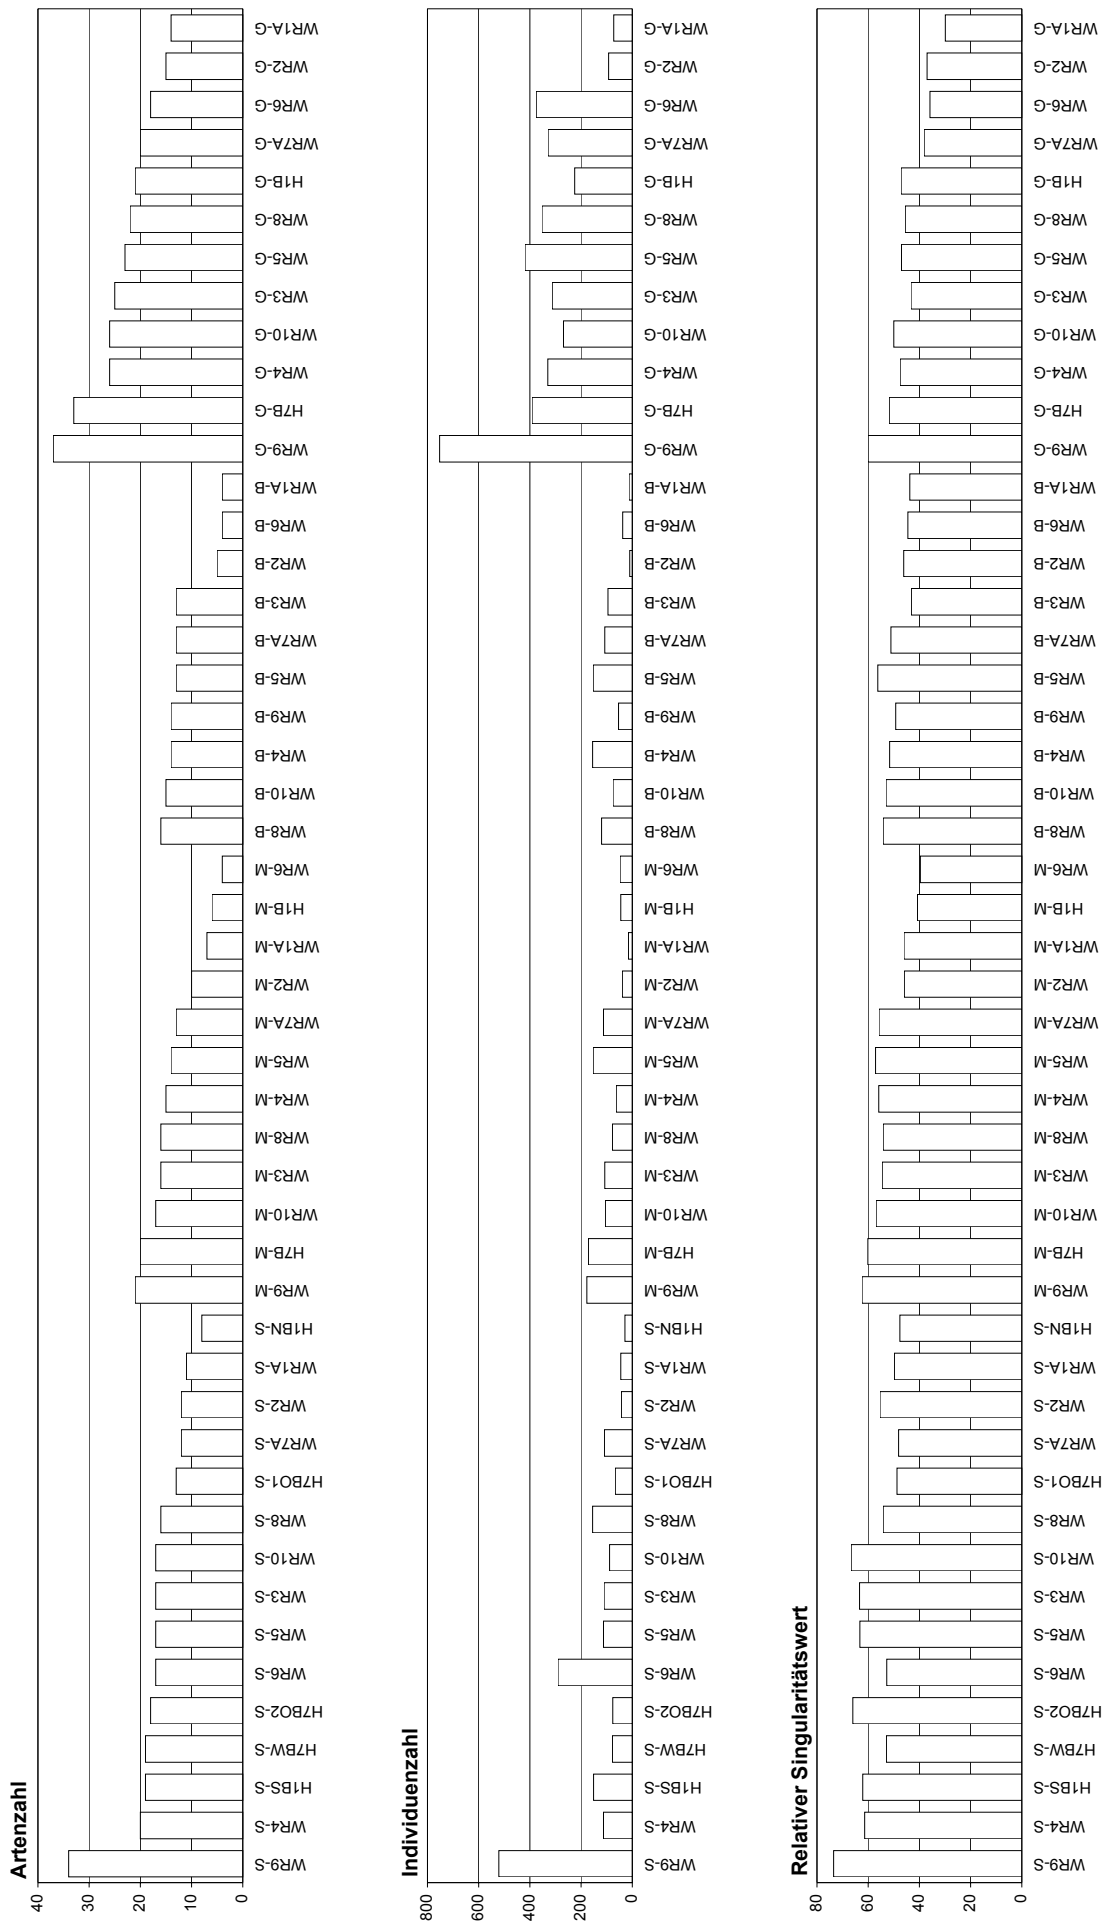 Artenzahl
40
30
20
10
0
WR9-S
WR4-S
H1BS-S
H7BW-S
H7BO2-S
WR6-S
WR5-S
WR3-S
WR10-S
WR8-S
H7BO1-S
WR7A-S
WR2-S
WR1A-S
H1BN-S
WR9-M
H7B-M
WR10-M
WR3-M
WR8-M
WR4-M
WR5-M
WR7A-M
WR2-M
WR1A-M
H1B-M
WR6-M
WR8-B
WR10-B
WR4-B
WR9-B
WR5-B
WR7A-B
WR3-B
WR2-B
WR6-B
WR1A-B
WR9-G
H7B-G
WR4-G
WR10-G
WR3-G
WR5-G
WR8-G
H1B-G
WR7A-G
WR6-G
WR2-G
WR1A-G
Individuenzahl
800
600
400
200
0
WR9-S
WR4-S
H1BS-S
H7BW-S
H7BO2-S
WR6-S
WR5-S
WR3-S
WR10-S
WR8-S
H7BO1-S
WR7A-S
WR2-S
WR1A-S
H1BN-S
WR9-M
H7B-M
WR10-M
WR3-M
WR8-M
WR4-M
WR5-M
WR7A-M
WR2-M
WR1A-M
H1B-M
WR6-M
WR8-B
WR10-B
WR4-B
WR9-B
WR5-B
WR7A-B
WR3-B
WR2-B
WR6-B
WR1A-B
WR9-G
H7B-G
WR4-G
WR10-G
WR3-G
WR5-G
WR8-G
H1B-G
WR7A-G
WR6-G
WR2-G
WR1A-G
Relativer Singularitätswert
80
60
40
20
0
WR9-S
WR4-S
H1BS-S
H7BW-S
H7BO2-S
WR6-S
WR5-S
WR3-S
WR10-S
WR8-S
H7BO1-S
WR7A-S
WR2-S
WR1A-S
H1BN-S
WR9-M
H7B-M
WR10-M
WR3-M
WR8-M
WR4-M
WR5-M
WR7A-M
WR2-M
WR1A-M
H1B-M
WR6-M
WR8-B
WR10-B
WR4-B
WR9-B
WR5-B
WR7A-B
WR3-B
WR2-B
WR6-B
WR1A-B
WR9-G
H7B-G
WR4-G
WR10-G
WR3-G
WR5-G
WR8-G
H1B-G
WR7A-G
WR6-G
WR2-G
WR1A-G